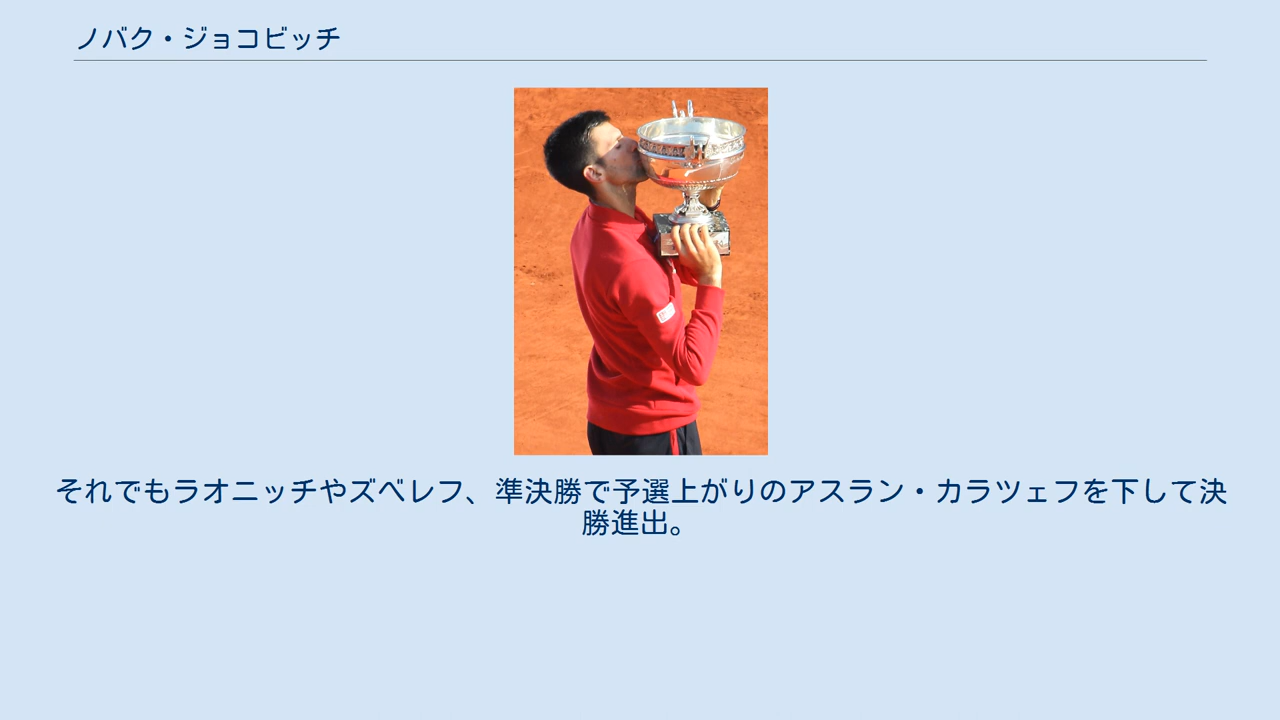 ノバク・ジョコビッチ
それでもラオニッチやズベレフ、準決勝で予選上がりのアスラン・カラツェフを下して決
勝進出。